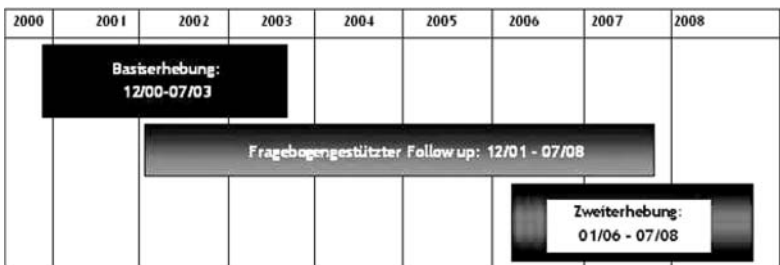 2000 2001 2002 2003 2004 2005 2006 2007 2008
Basiserhebung:
12/00-07/03
Fragebogengestützter Follow up: 12/01 - 07/08
Zweiterhebung:
01/06 - 07/08